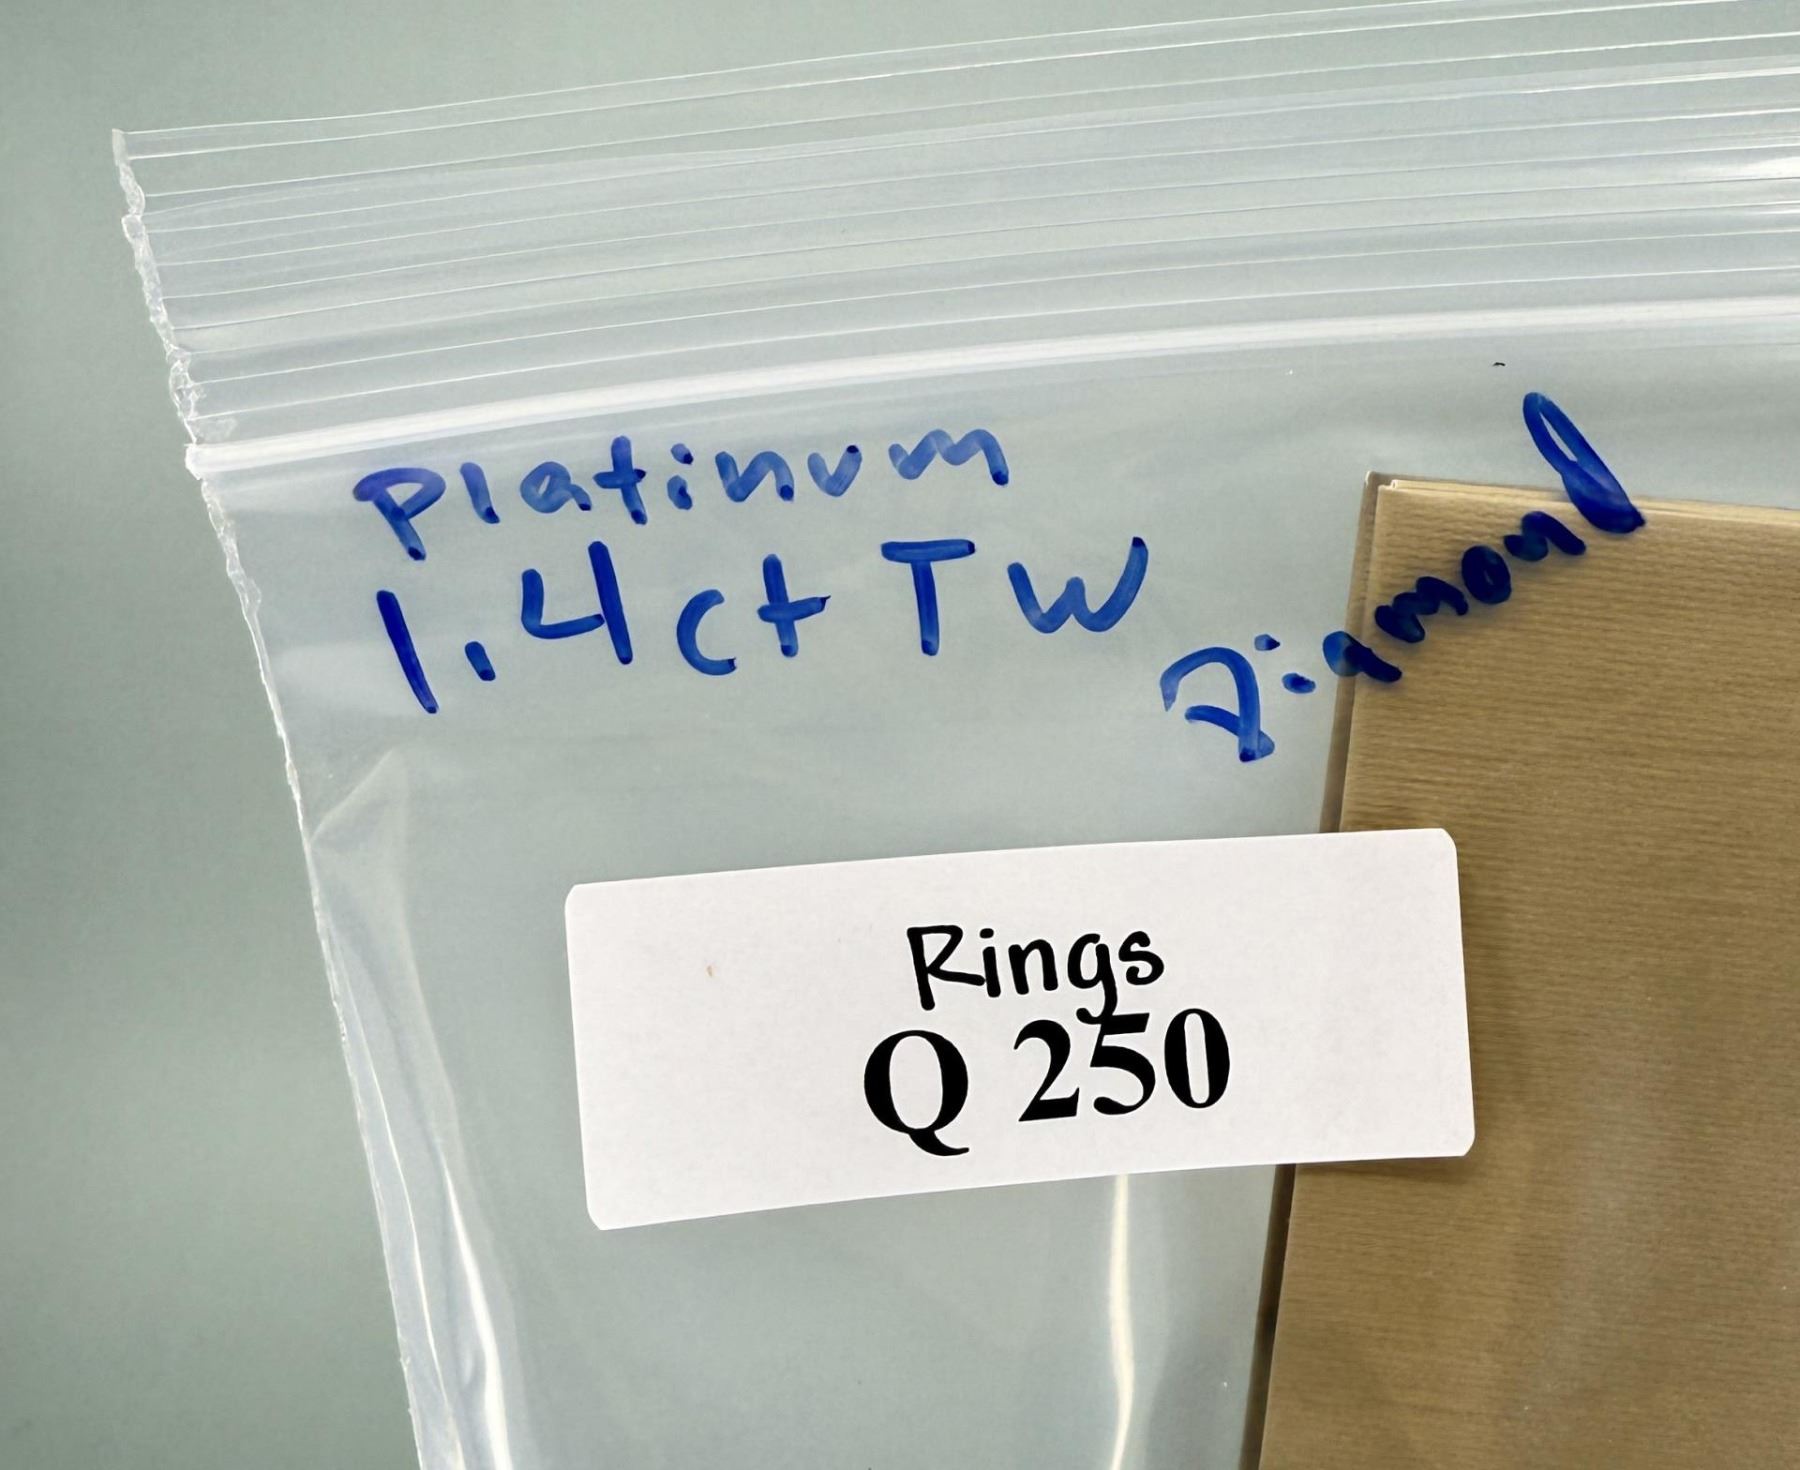 Platinum
1.4ct TW
Diamond
Rings
Q 250